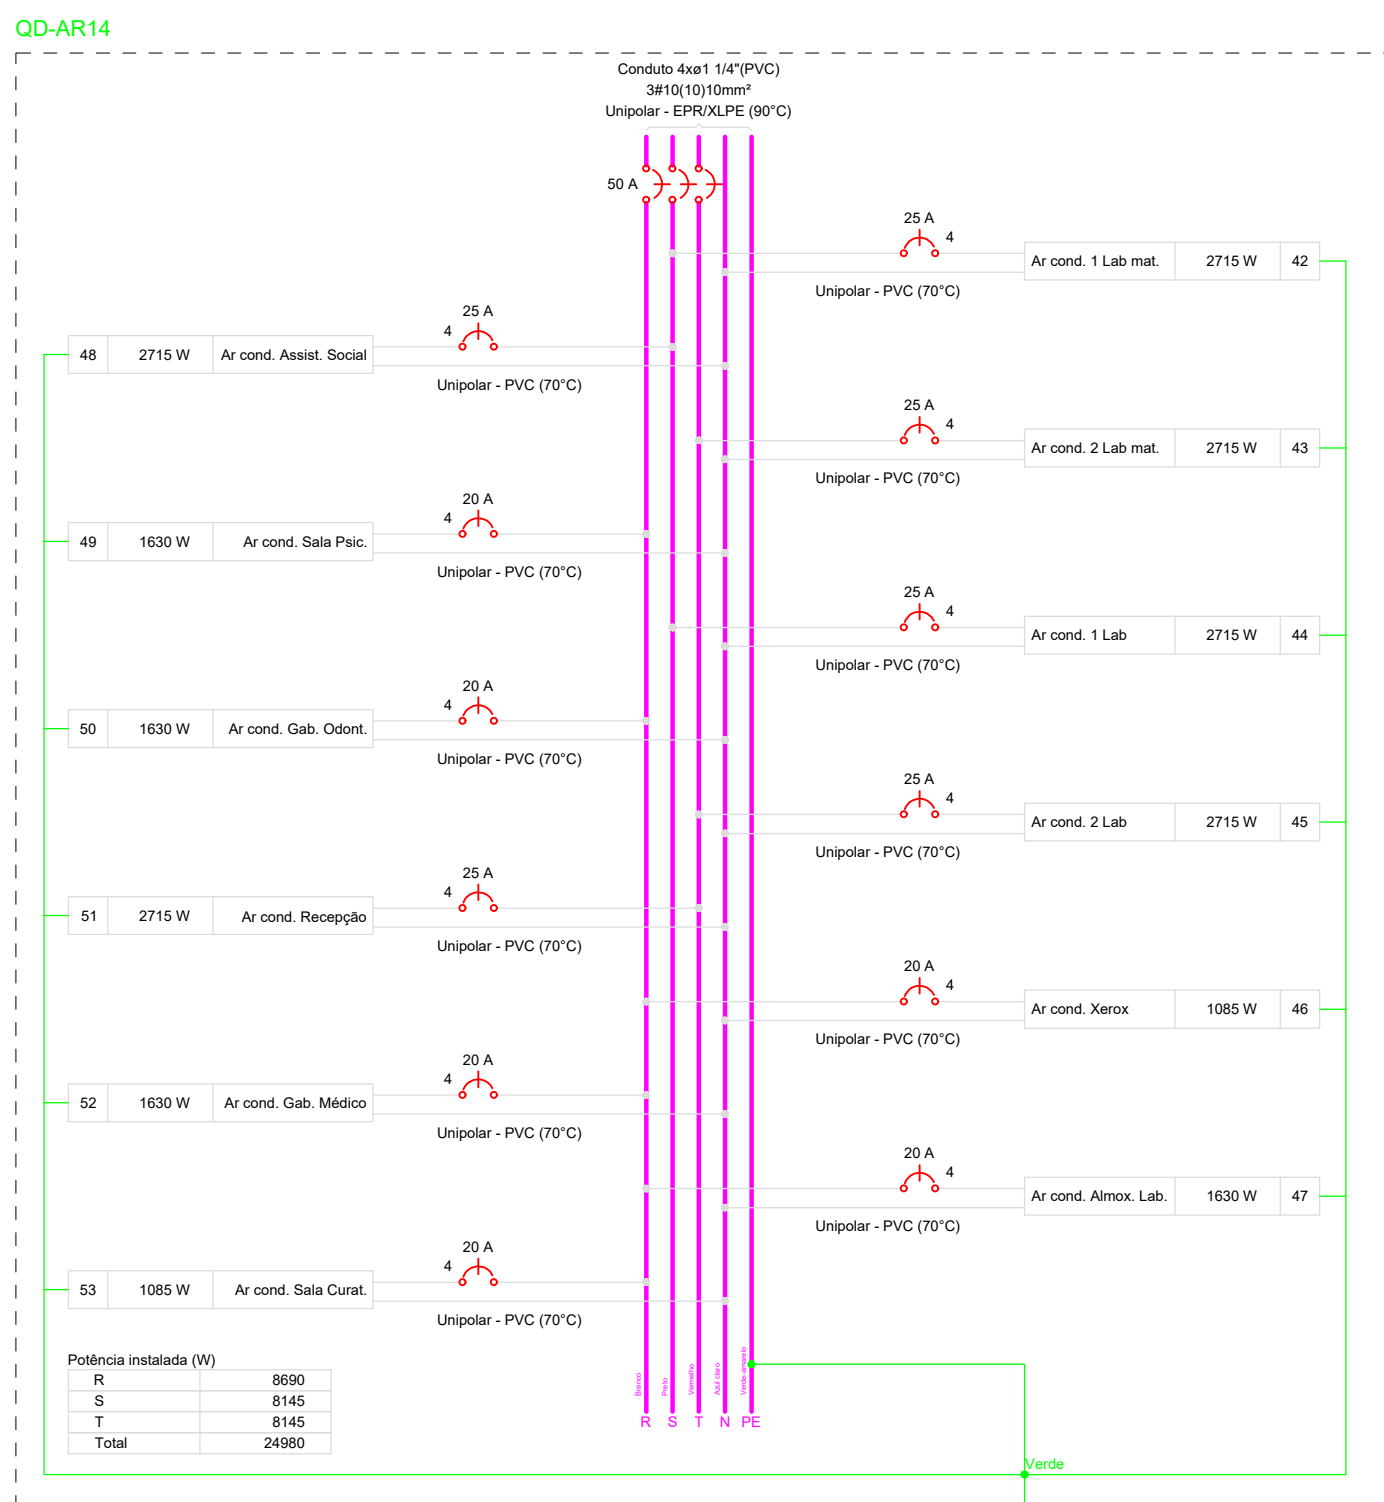 QD-AR14
Conduto 4xø1 1/4"(PVC)
3#10(10)10mm²
Unipolar - EPR/XLPE (90°C)
50 A
25 A
4
Ar cond. 1 Lab mat. 2715 W 42
Unipolar - PVC (70°C)
25 A
4
48 2715 W Ar cond. Assist. Social
Unipolar - PVC (70°C)
25 A
4
Ar cond. 2 Lab mat. 2715 W 43
Unipolar - PVC (70°C)
20 A
4
49 1630 W Ar cond. Sala Psic.
Unipolar - PVC (70°C)
25 A
4
Ar cond. 1 Lab 2715 W 44
Unipolar - PVC (70°C)
20 A
4
50 1630 W Ar cond. Gab. Odont.
Unipolar - PVC (70°C)
25 A
4
Ar cond. 2 Lab 2715 W 45
Unipolar - PVC (70°C)
25 A
4
51 2715 W Ar cond. Recepção
Unipolar - PVC (70°C)
20 A
4
Ar cond. Xerox 1085 W 46
Unipolar - PVC (70°C)
20 A
4
52 1630 W Ar cond. Gab. Médico
Unipolar - PVC (70°C)
20 A
4
Ar cond. Almox. Lab. 1630 W 47
Unipolar - PVC (70°C)
20 A
4
53 1085 W Ar cond. Sala Curat.
Unipolar - PVC (70°C)
Potência instalada (W)
R 8690
S 8145
T 8145
Total 24980
Branco
Preto
Vermelho
Azul claro
Verde-amarelo
R S T N PE
Verde